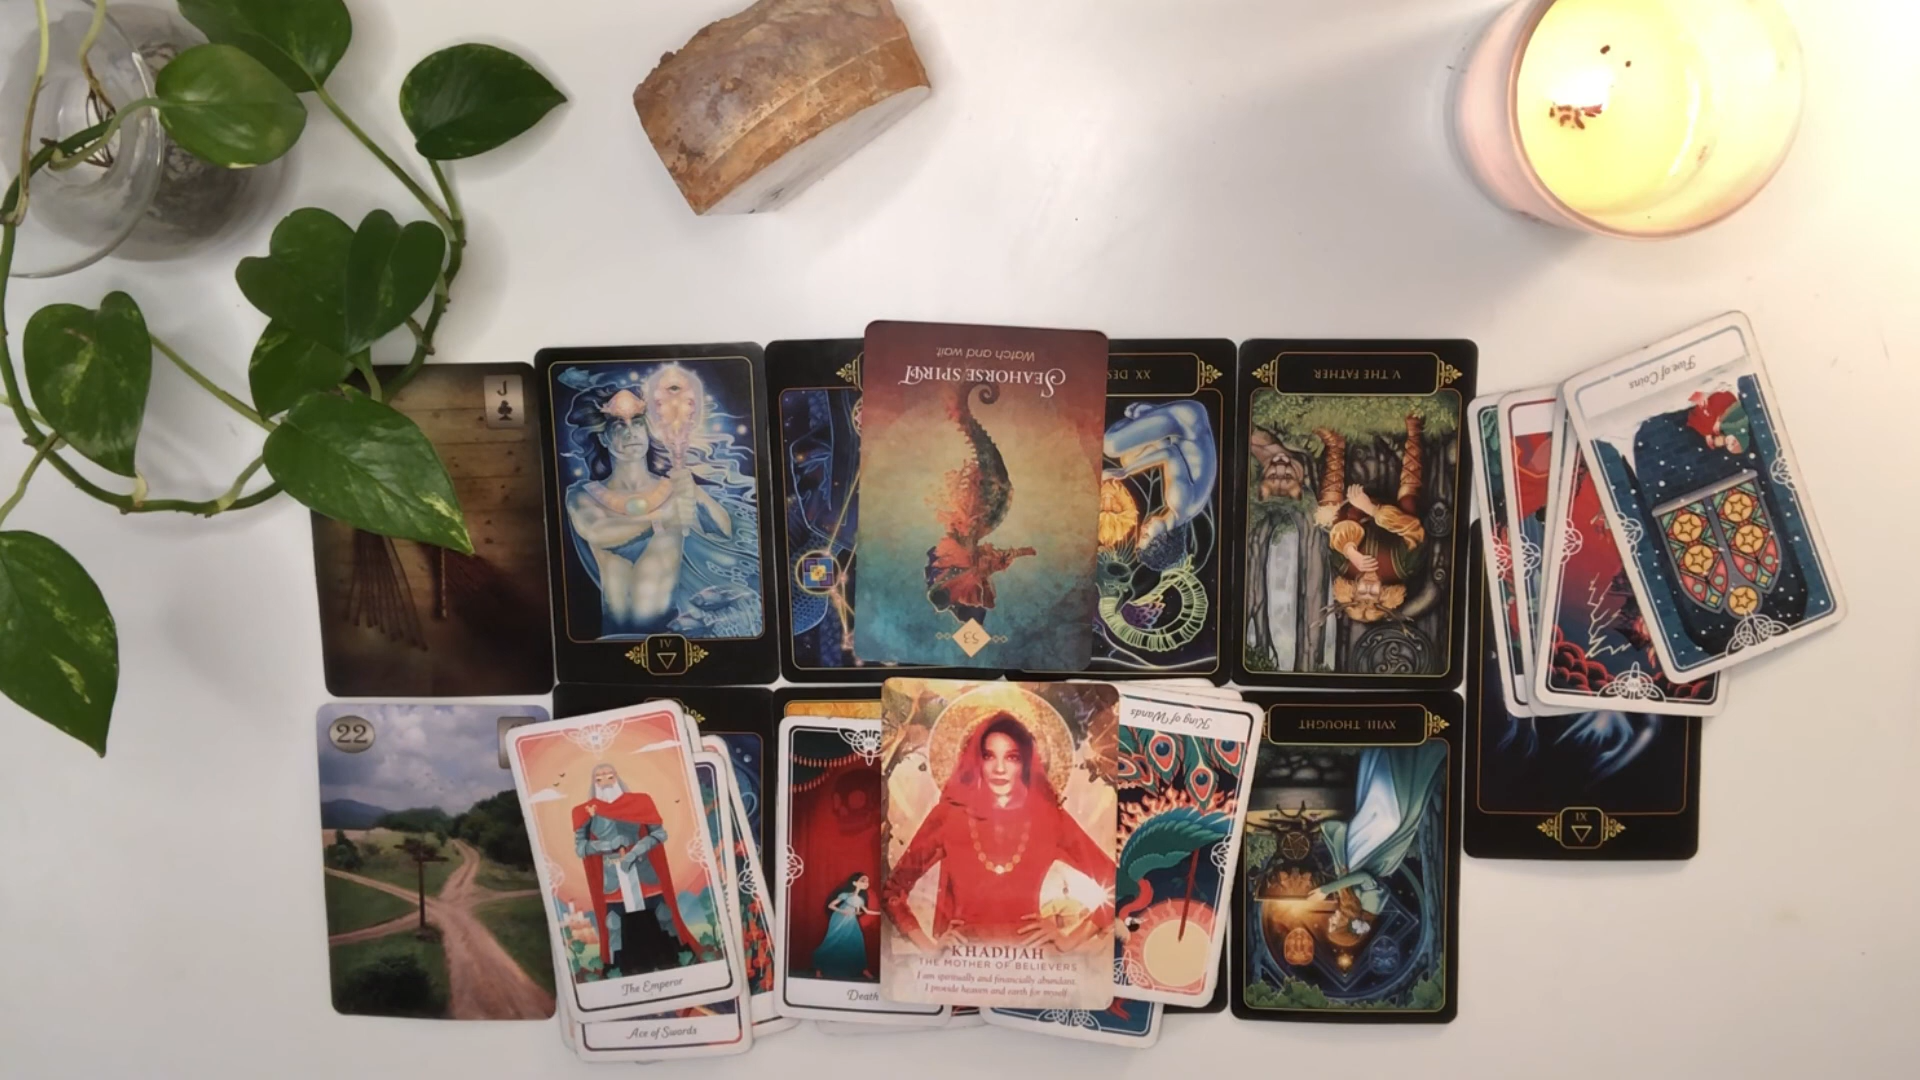 J
Watch and wait.
SEAHORSE SPIRIT
53
XX. DES
V. THE FATHER
Five of Coins
IV
22
King of Wands
XVIII. THOUGHT
IX
The Emperor
Ace of Swords
Death
KHADIJAH
THE MOTHER OF BELIEVERS
I am spiritually and financially abundant.
I provide heaven and earth for myself.